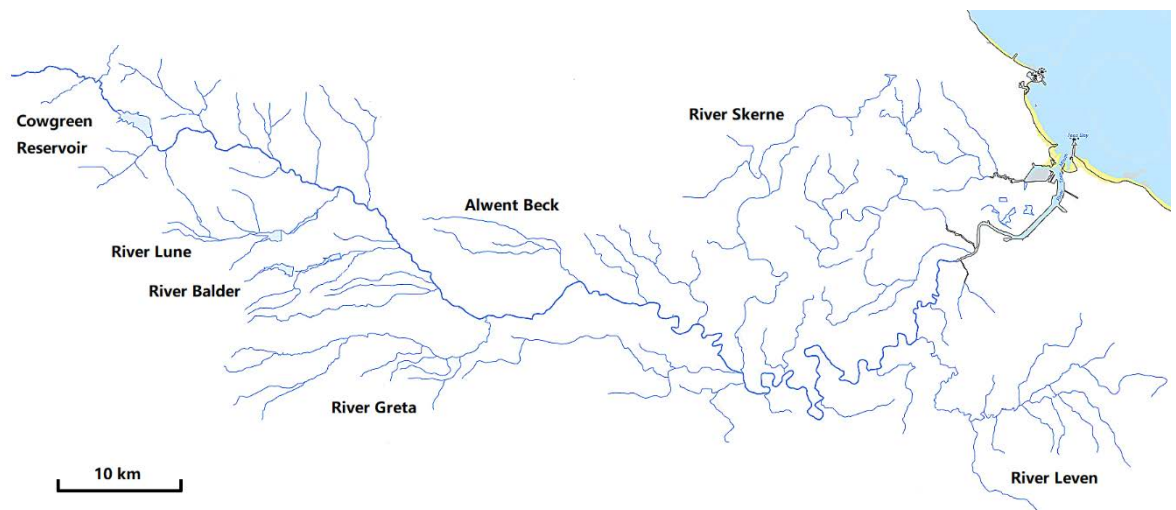 River Skerne
Cowgreen
Reservoir
Alwent Beck
River Lune
River Balder
River Greta
10 km
River Leven